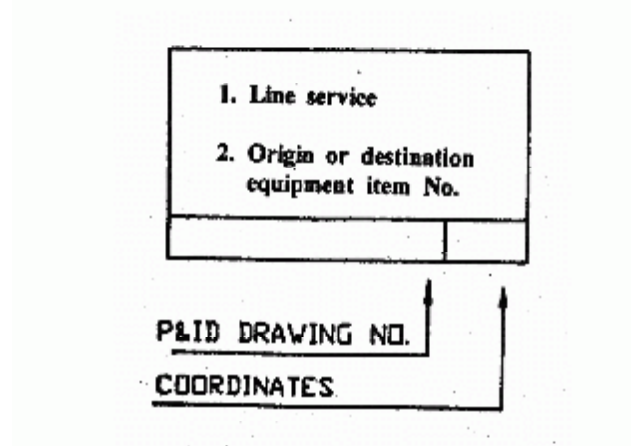 1. Line service
2. Origin or destination
equipment item No.
P&ID DRAWING NO.
COORDINATES